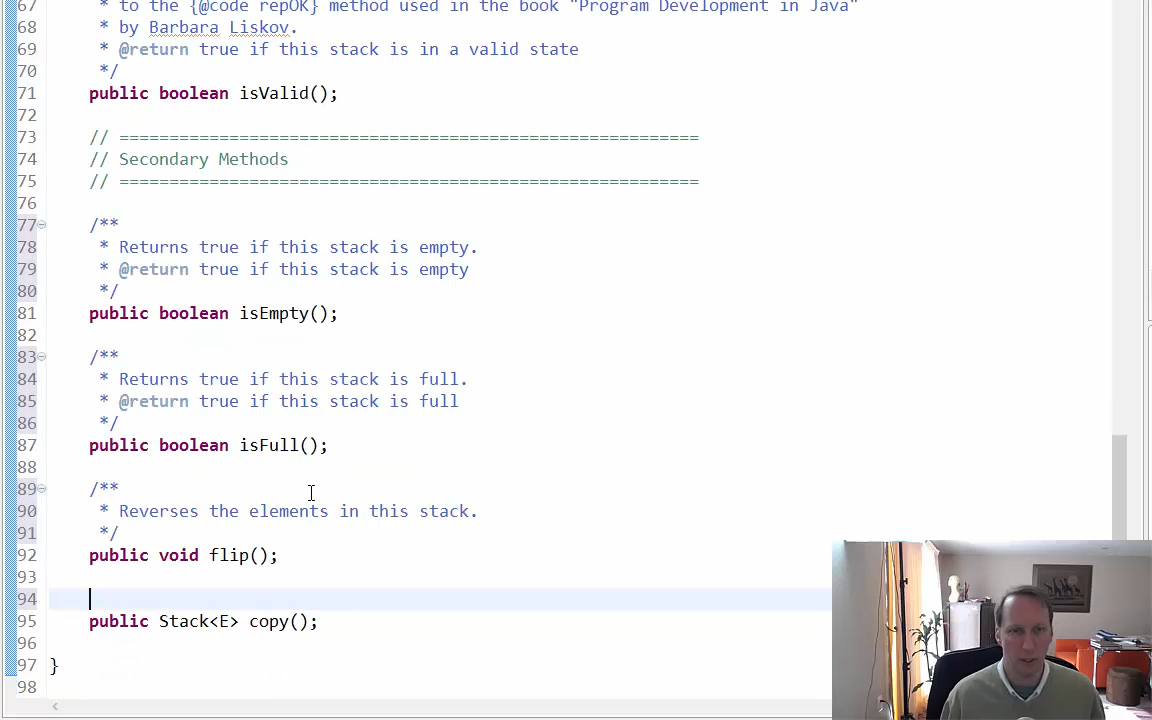 67 * to the {@code repOK} method used in the book "Program Development in Java"
68 * by Barbara Liskov.
69 * @return true if this stack is in a valid state
70 */
71 public boolean isValid();
72
73 // ==========================================================
74 // Secondary Methods
75 // ==========================================================
76
77 /**
78 * Returns true if this stack is empty.
79 * @return true if this stack is empty
80 */
81 public boolean isEmpty();
82
83 /**
84 * Returns true if this stack is full.
85 * @return true if this stack is full
86 */
87 public boolean isFull();
88
89 /**
90 * Reverses the elements in this stack.
91 */
92 public void flip();
93
94
95 public Stack<E> copy();
96
97 }
98